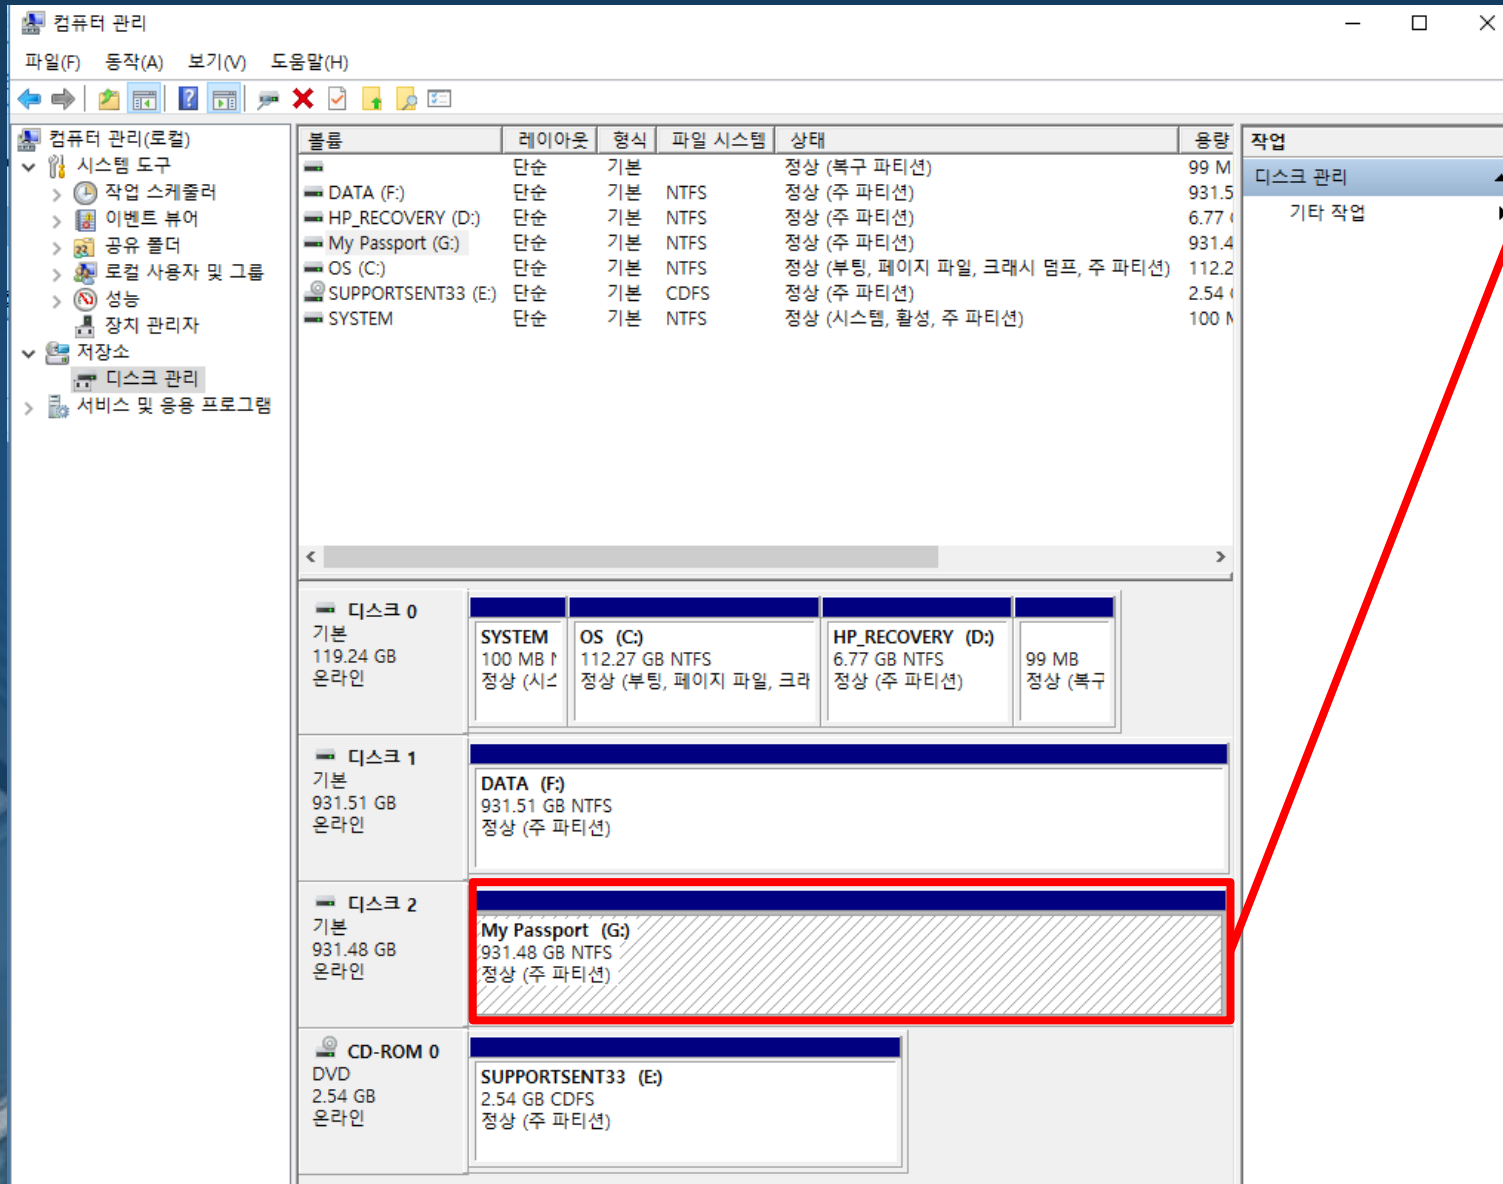 컴퓨터 관리
파일(F) 동작(A) 보기(V) 도움말(H)
컴퓨터 관리(로컬)
시스템 도구
작업 스케줄러
이벤트 뷰어
공유 폴더
로컬 사용자 및 그룹
성능
장치 관리자
저장소
디스크 관리
서비스 및 응용 프로그램
볼륨 레이아웃 형식 파일 시스템 상태 용량
단순 기본 정상 (복구 파티션) 99 M
DATA (F:) 단순 기본 NTFS 정상 (주 파티션) 931.5
HP_RECOVERY (D:) 단순 기본 NTFS 정상 (주 파티션) 6.77
My Passport (G:) 단순 기본 NTFS 정상 (주 파티션) 931.4
OS (C:) 단순 기본 NTFS 정상 (부팅, 페이지 파일, 크래시 덤프, 주 파티션) 112.2
SUPPORTSENT33 (E:) 단순 기본 CDFS 정상 (주 파티션) 2.54
SYSTEM 단순 기본 NTFS 정상 (시스템, 활성, 주 파티션) 100
작업
디스크 관리
기타 작업
디스크 0
기본
119.24 GB
온라인
SYSTEM
100 MB
정상 (시스
OS (C:)
112.27 GB NTFS
정상 (부팅, 페이지 파일, 크래
HP_RECOVERY (D:)
6.77 GB NTFS
정상 (주 파티션)
99 MB
정상 (복구
디스크 1
기본
931.51 GB
온라인
DATA (F:)
931.51 GB NTFS
정상 (주 파티션)
디스크 2
기본
931.48 GB
온라인
My Passport (G:)
931.48 GB NTFS
정상 (주 파티션)
CD-ROM 0
DVD
2.54 GB
온라인
SUPPORTSENT33 (E:)
2.54 GB CDFS
정상 (주 파티션)